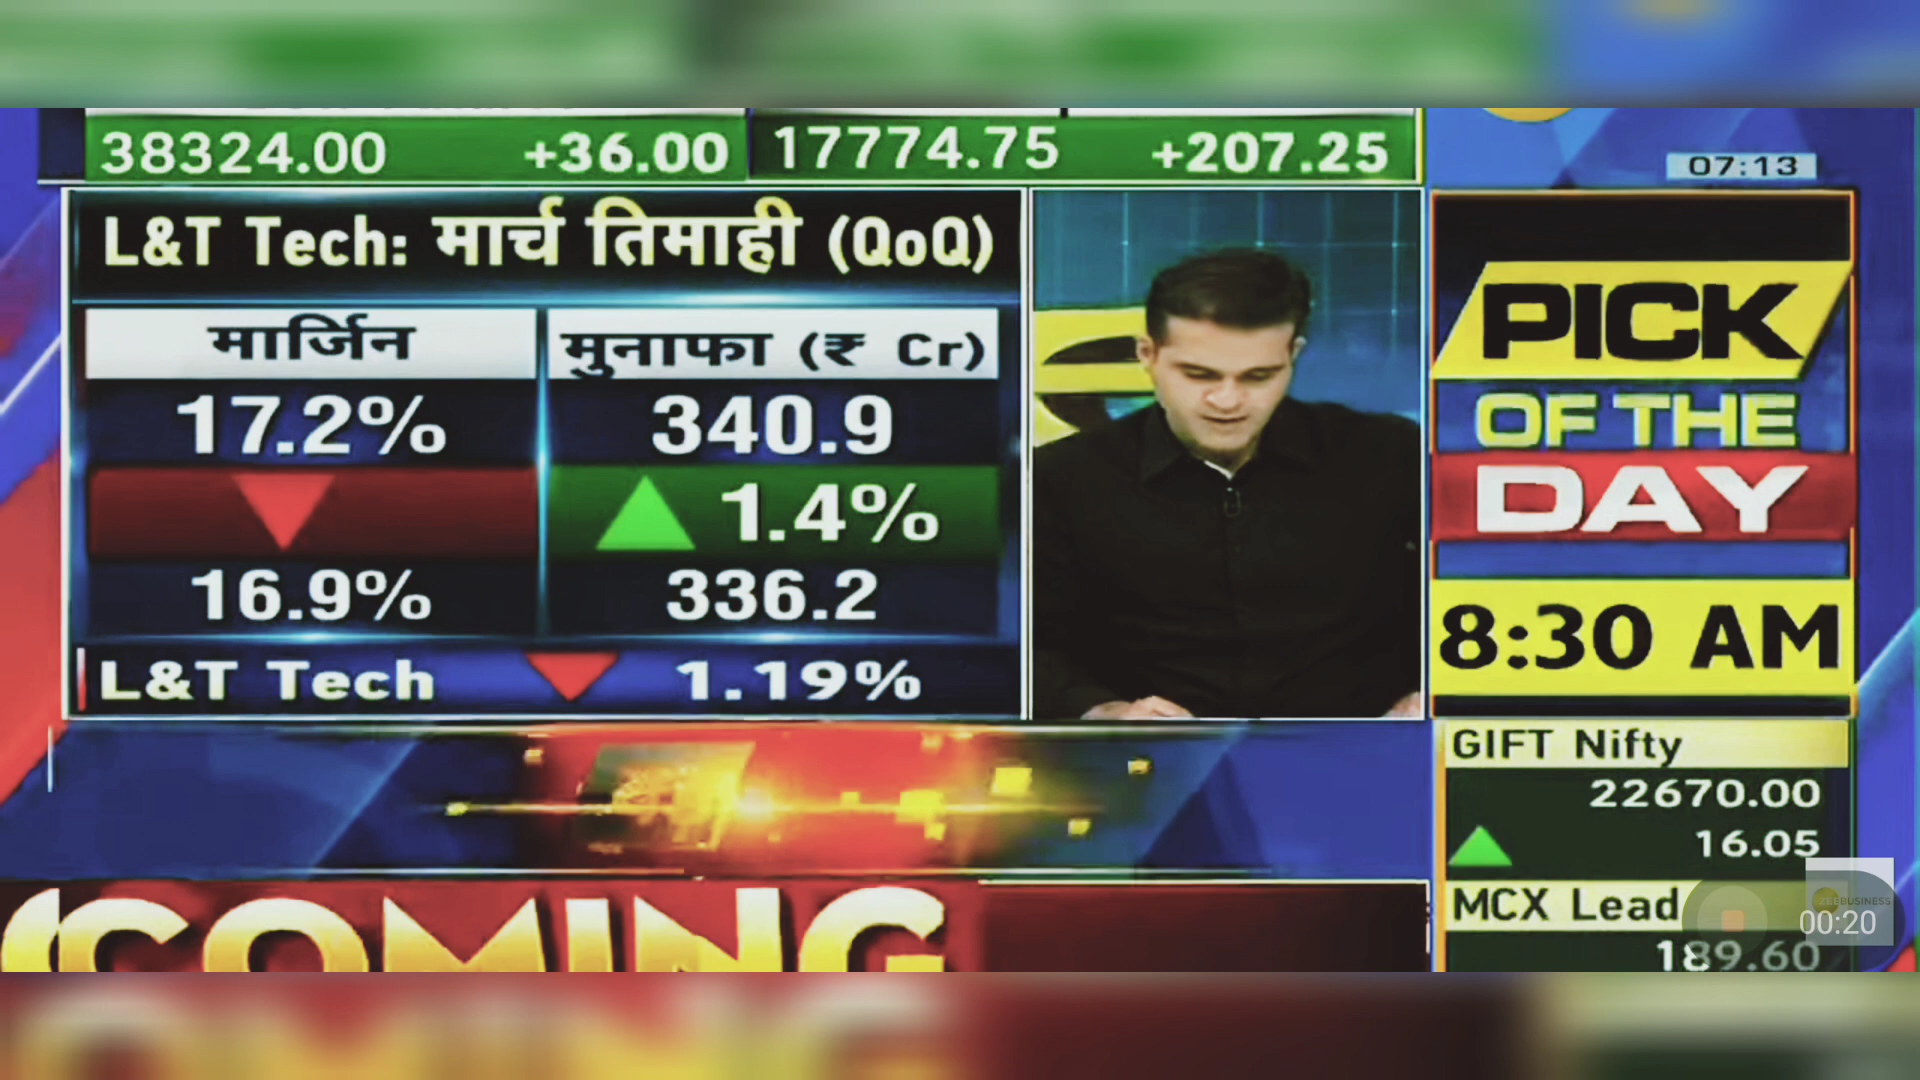 38324.00 +36.00 17774.75 +207.25
07:13
L&T Tech: मार्च तिमाही (QoQ)
मार्जिन मुनाफा (₹ Cr)
17.2% 340.9
1.4%
16.9% 336.2
L&T Tech 1.19%
PICK
OF THE
DAY
8:30 AM
GIFT Nifty
22670.00
16.05
MCX Lead
189.60
ZEEBUSINESS
00:20
COMING